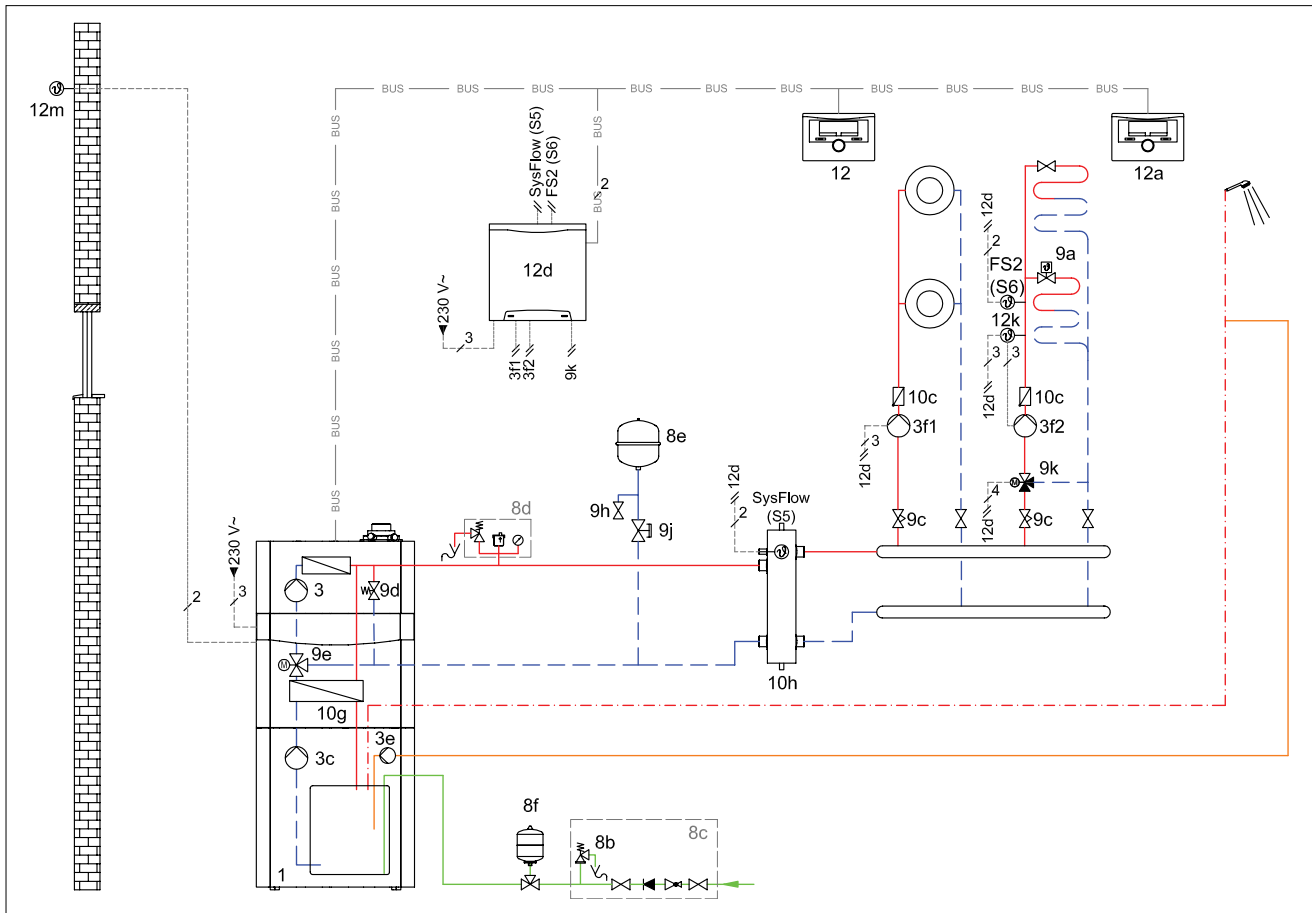 BUS BUS BUS BUS BUS BUS BUS BUS BUS BUS
12m
BUS
BUS
BUS
BUS
BUS
BUS
SysFlow (S5)
FS2 (S6)
2
BUS
12
12a
12d
230 V~
3
3f1
3f2
9k
12d
2
FS2
(S6)
9a
12k
3
3
12d
10c
10c
3
3f1
12d
3f2
9k
M
4
12d
9c
9c
8e
9h
9j
8d
12d
2
SysFlow
(S5)
10h
230 V~
2
3
3
9d
9e
M
10g
3e
3c
1
8f
8b
8c